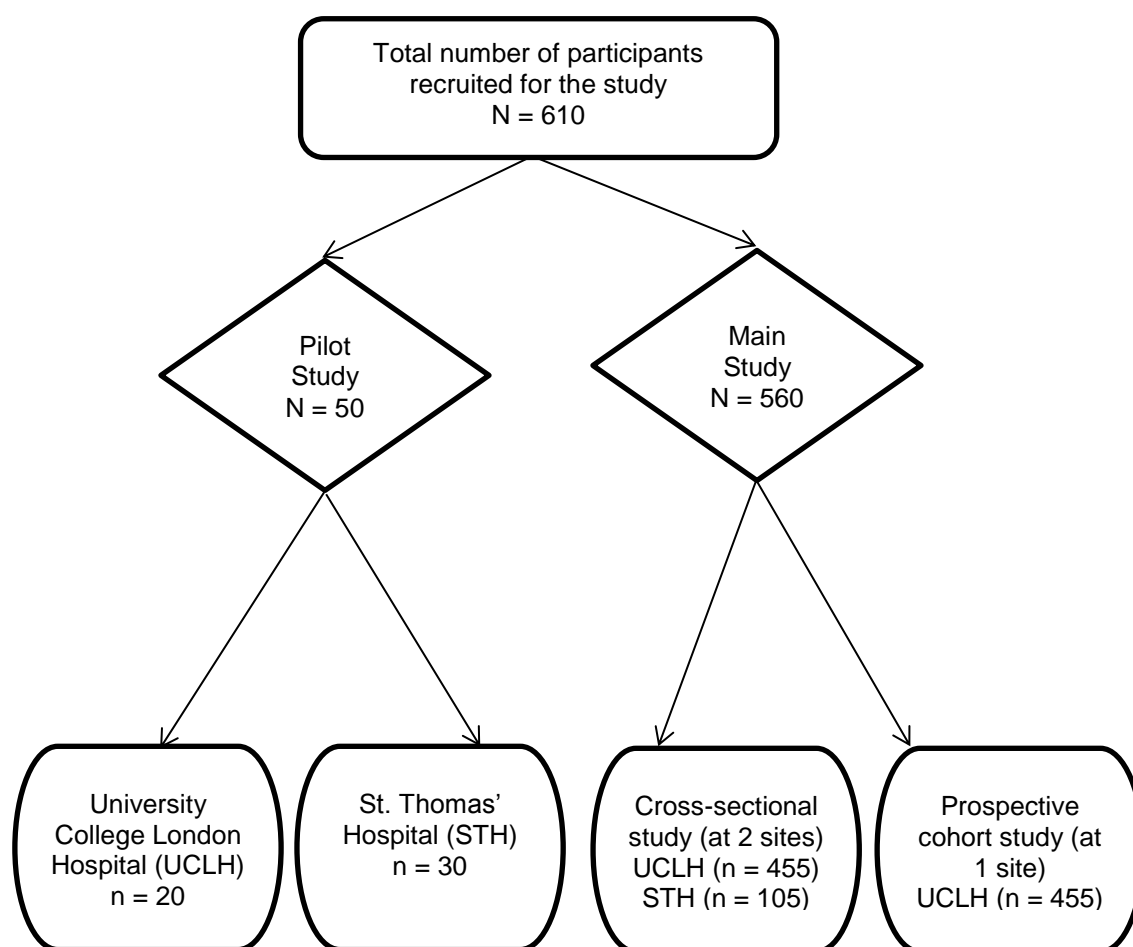 Total number of participants
recruited for the study
N = 610
Pilot
Study
N = 50
Main
Study
N = 560
University
College London
Hospital (UCLH)
n = 20
St. Thomas’
Hospital (STH)
n = 30
Cross-sectional
study (at 2 sites)
UCLH (n = 455)
STH (n = 105)
Prospective
cohort study (at
1 site)
UCLH (n = 455)